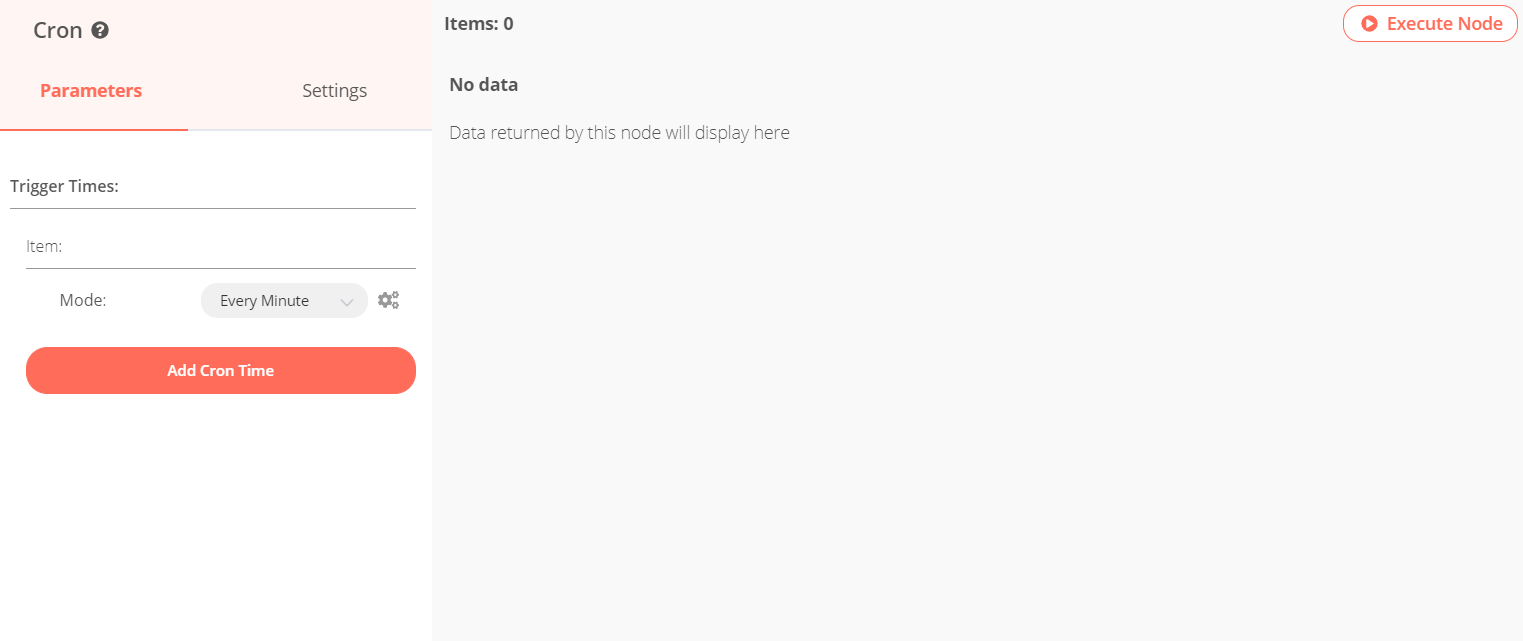 Cron
Parameters
Settings
Trigger Times:
Item:
Mode:
Every Minute
Add Cron Time
Items: 0
Execute Node
No data
Data returned by this node will display here